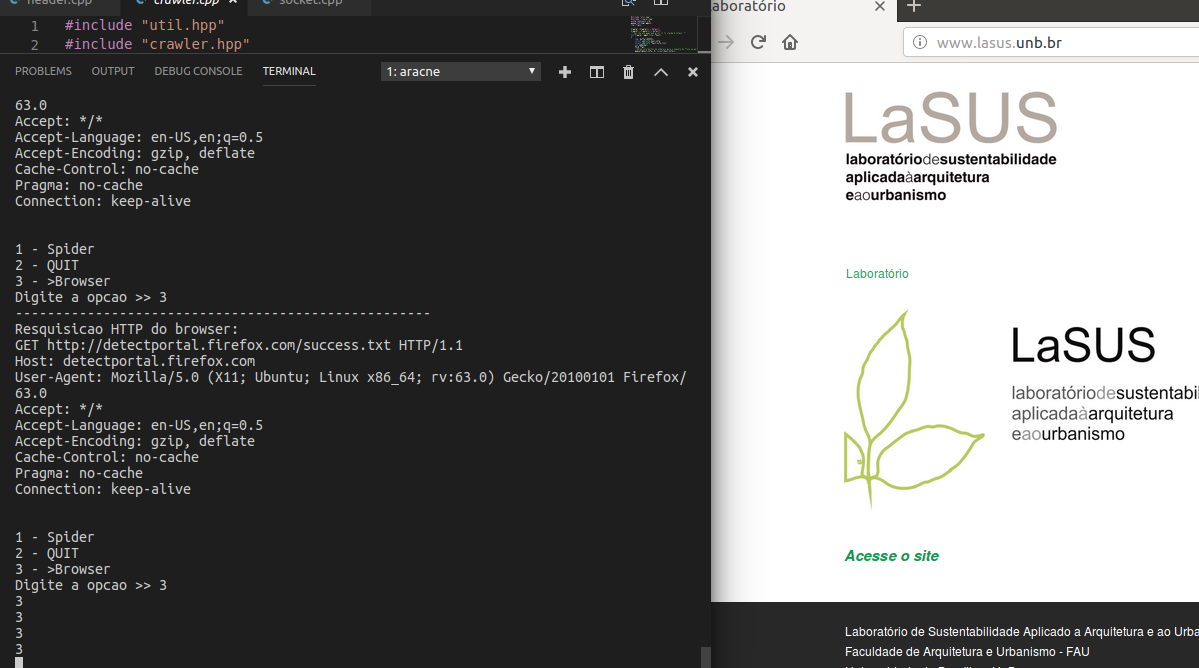 header.cpp crawler.cpp × socket.cpp
1 #include "util.hpp"
2 #include "crawler.hpp"
PROBLEMS OUTPUT DEBUG CONSOLE TERMINAL 1: aracne
63.0
Accept: */*
Accept-Language: en-US,en;q=0.5
Accept-Encoding: gzip, deflate
Cache-Control: no-cache
Pragma: no-cache
Connection: keep-alive
1 - Spider
2 - QUIT
3 - >Browser
Digite a opcao >> 3
----------------------------------------------------
Resquisicao HTTP do browser:
GET http://detectportal.firefox.com/success.txt HTTP/1.1
Host: detectportal.firefox.com
User-Agent: Mozilla/5.0 (X11; Ubuntu; Linux x86_64; rv:63.0) Gecko/20100101 Firefox/
63.0
Accept: */*
Accept-Language: en-US,en;q=0.5
Accept-Encoding: gzip, deflate
Cache-Control: no-cache
Pragma: no-cache
Connection: keep-alive
1 - Spider
2 - QUIT
3 - >Browser
Digite a opcao >> 3
3
3
3
3
aboratório
www.lasus.unb.br
LaSUS
laboratóriodesustentabilidade
aplicadaàarquitetura
eaourbanismo
Laboratório
LaSUS
laboratóriodesustentabil
aplicadaàarquitetura
eaourbanismo
Acesse o site
Laboratório de Sustentabilidade Aplicado a Arquitetura e ao Urba
Faculdade de Arquitetura e Urbanismo - FAU